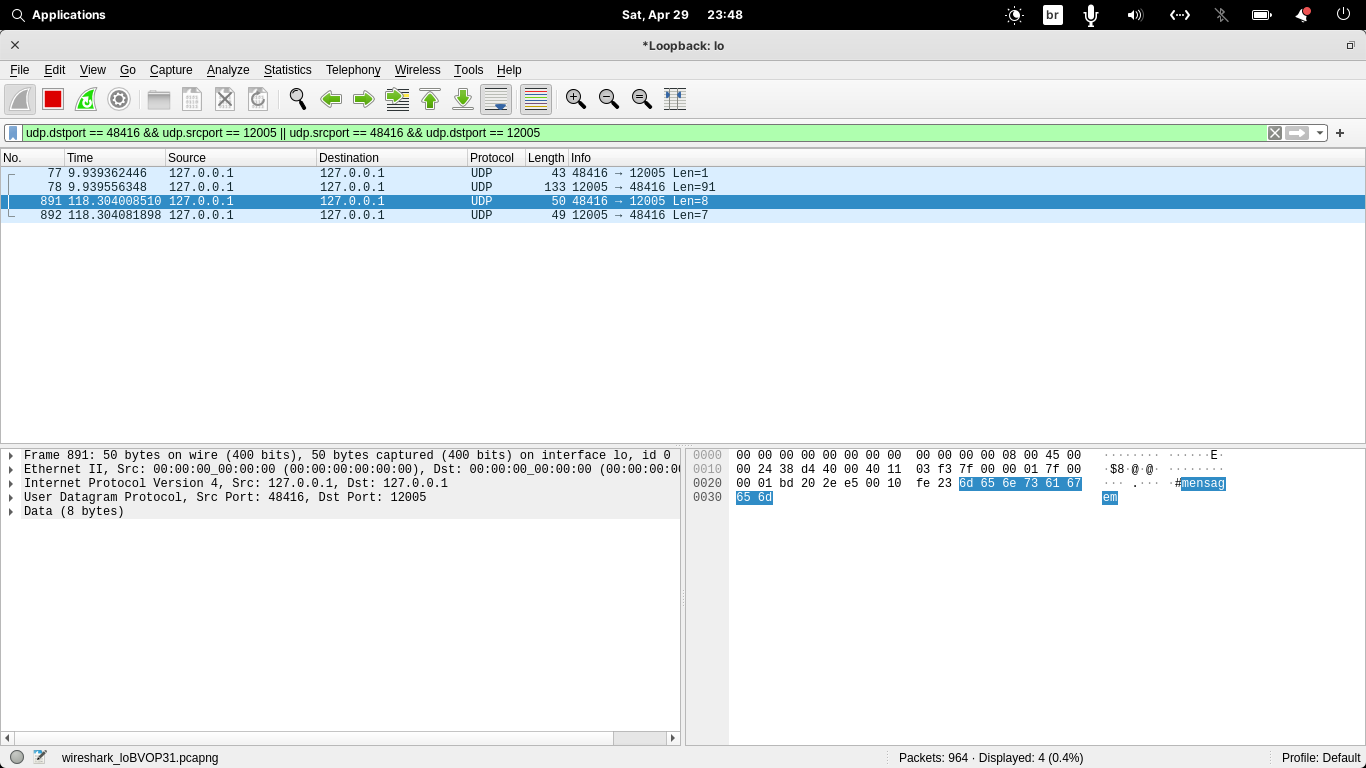 Applications
Sat, Apr 29 23:48
br
*Loopback: lo
File Edit View Go Capture Analyze Statistics Telephony Wireless Tools Help
udp.dstport == 48416 && udp.srcport == 12005 || udp.srcport == 48416 && udp.dstport == 12005
No. Time Source Destination Protocol Length Info
77 9.939362446 127.0.0.1 127.0.0.1 UDP 43 48416 → 12005 Len=1
78 9.939556348 127.0.0.1 127.0.0.1 UDP 133 12005 → 48416 Len=91
891 118.304008510 127.0.0.1 127.0.0.1 UDP 50 48416 → 12005 Len=8
892 118.304081898 127.0.0.1 127.0.0.1 UDP 49 12005 → 48416 Len=7
Frame 891: 50 bytes on wire (400 bits), 50 bytes captured (400 bits) on interface lo, id 0
Ethernet II, Src: 00:00:00_00:00:00 (00:00:00:00:00:00), Dst: 00:00:00_00:00:00 (00:00:00:00
Internet Protocol Version 4, Src: 127.0.0.1, Dst: 127.0.0.1
User Datagram Protocol, Src Port: 48416, Dst Port: 12005
Data (8 bytes)
0000 00 00 00 00 00 00 00 00 00 00 00 00 08 00 45 00 ········ ······E·
0010 00 24 38 d4 40 00 40 11 03 f3 7f 00 00 01 7f 00 ·$8·@·@· ········
0020 00 01 bd 20 2e e5 00 10 fe 23 6d 65 6e 73 61 67 ··· .··· ·#mensag
0030 65 6d em
wireshark_loBVOP31.pcapng
Packets: 964 · Displayed: 4 (0.4%)
Profile: Default